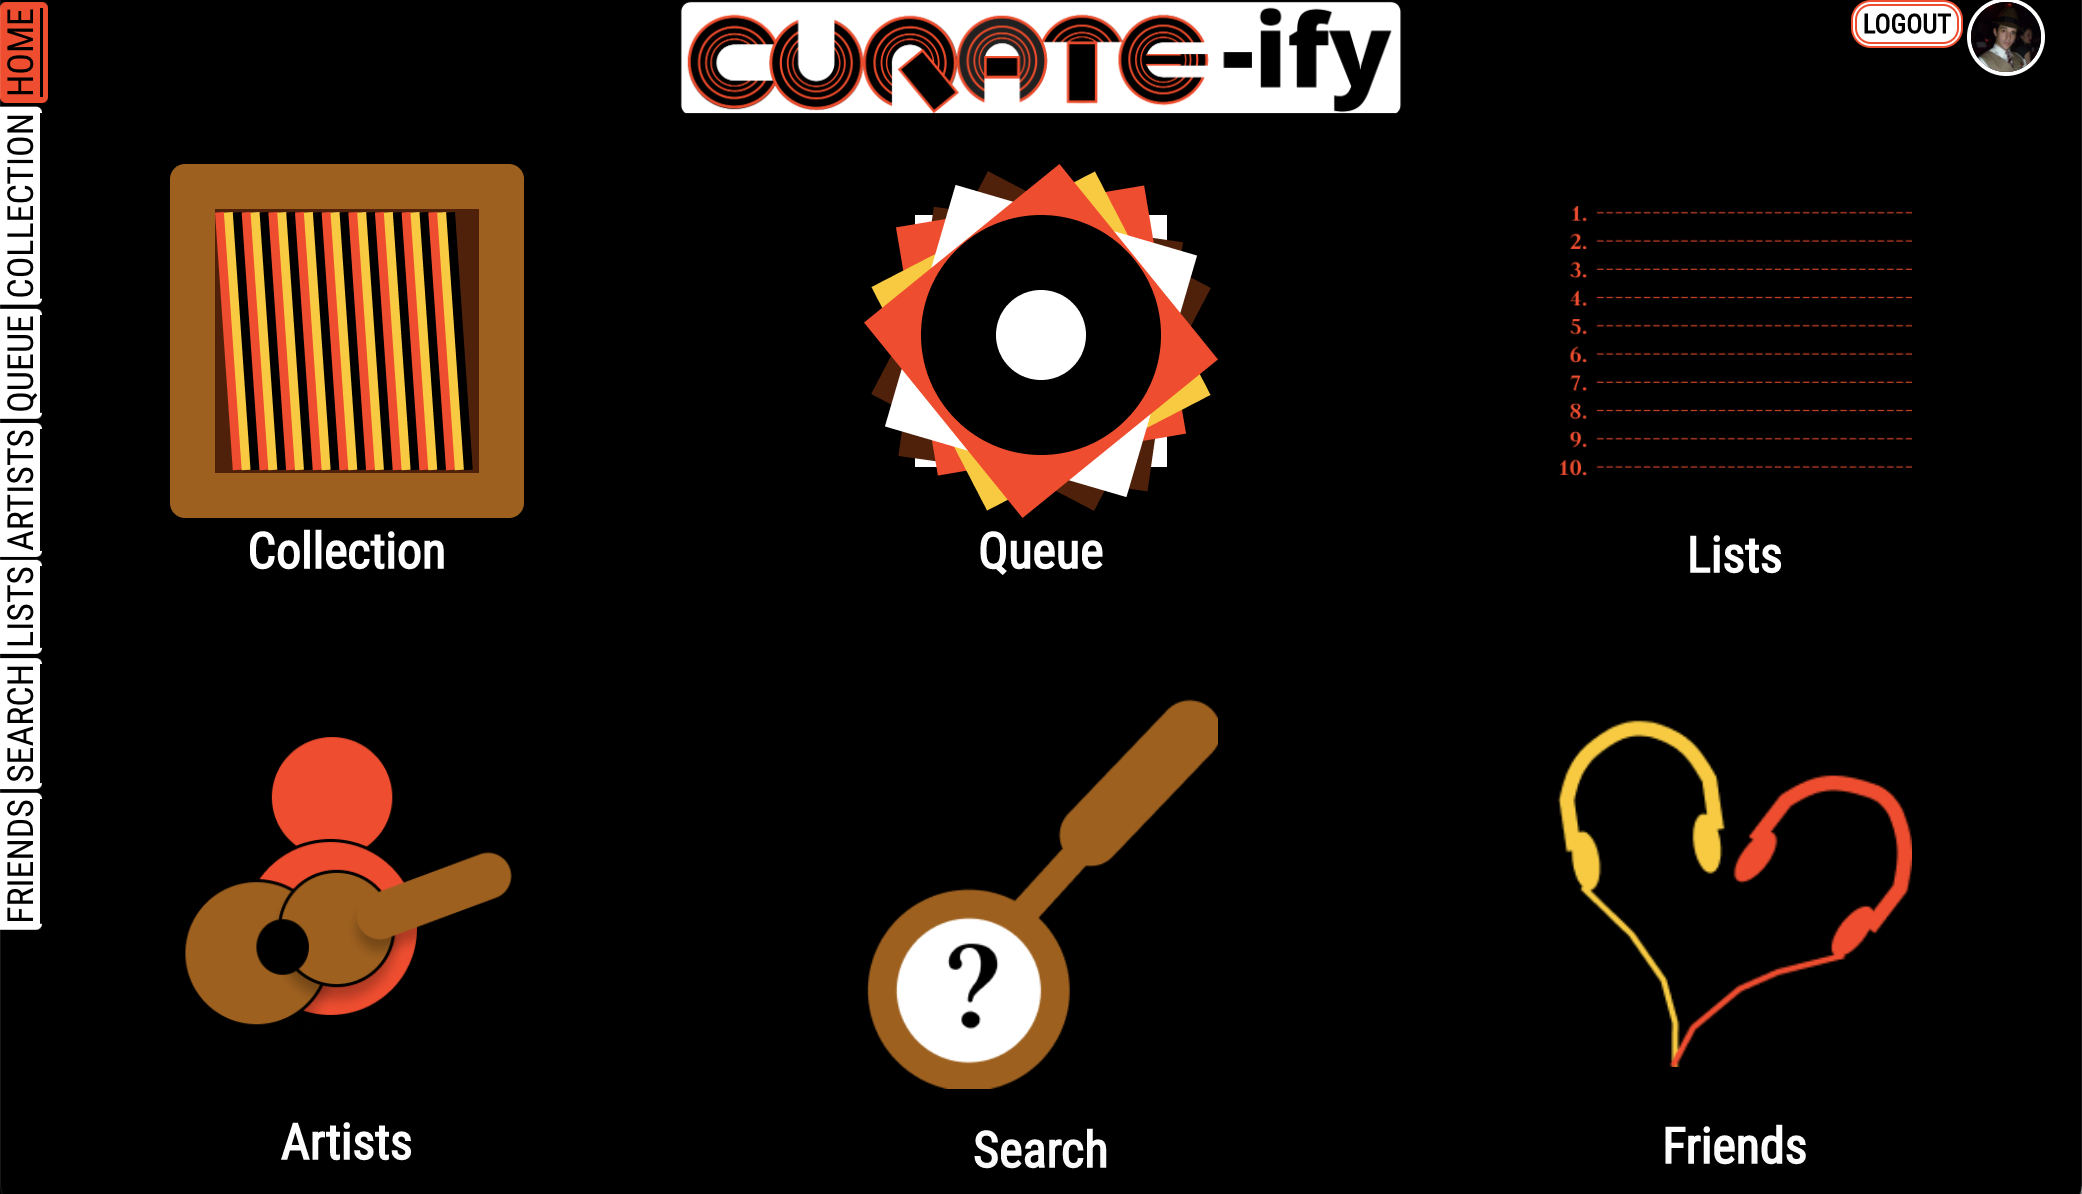 CURATE-ify
LOGOUT
HOME
COLLECTION
QUEUE
ARTISTS
LISTS
SEARCH
FRIENDS
Collection
Queue
1.
2.
3.
4.
5.
6.
7.
8.
9.
10.
Lists
Artists
?
Search
Friends